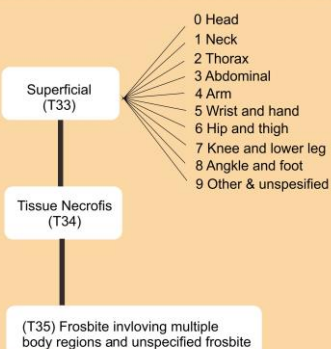 0 Head
1 Neck
2 Thorax
3 Abdominal
4 Arm
5 Wrist and hand
6 Hip and thigh
7 Knee and lower leg
8 Angkle and foot
9 Other & unspesified
Superficial
(T33)
Tissue Necrofis
(T34)
(T35) Frosbite invloving multiple
body regions and unspecified frosbite